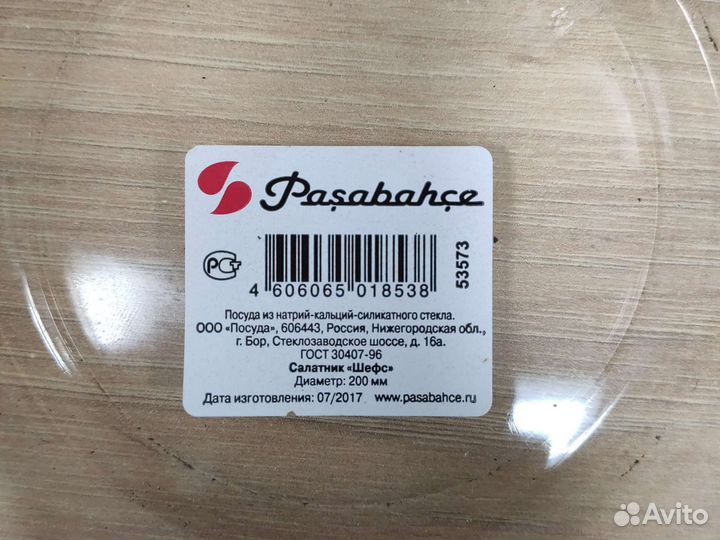 Paşabahçe
53573
4 606065 018538
Посуда из натрий-кальций-силикатного стекла.
ООО «Посуда», 606443, Россия, Нижегородская обл.,
г. Бор, Стеклозаводское шоссе, д. 16а.
ГОСТ 30407-96
Салатник «Шефс»
Диаметр: 200 мм
Дата изготовления: 07/2017 www.pasabahce.ru
Avito